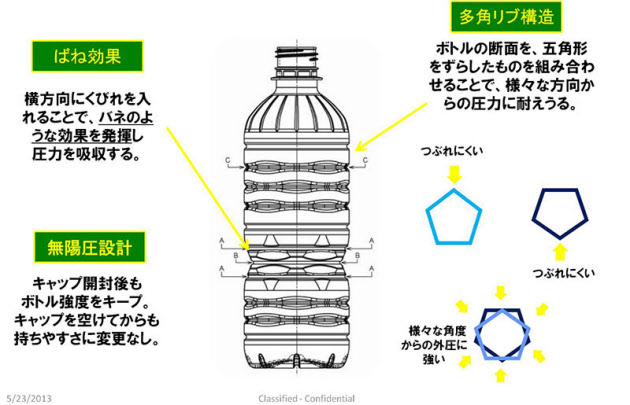 ばね効果
横方向にくびれを入
れることで、バネのよ
うな効果を発揮し
圧力を吸収する。
無陽圧設計
キャップ開封後も
ボトル強度をキープ。
キャップを空けてからも
持ちやすさに変更なし。
C
C
A
A
B
B
A
A
多角リブ構造
ボトルの断面を、五角形
をずらしたものを組み合わ
せることで、様々な方向か
らの圧力に耐えうる。
つぶれにくい
つぶれにくい
様々な角度
からの外圧に
強い
5/23/2013
Classified - Confidential